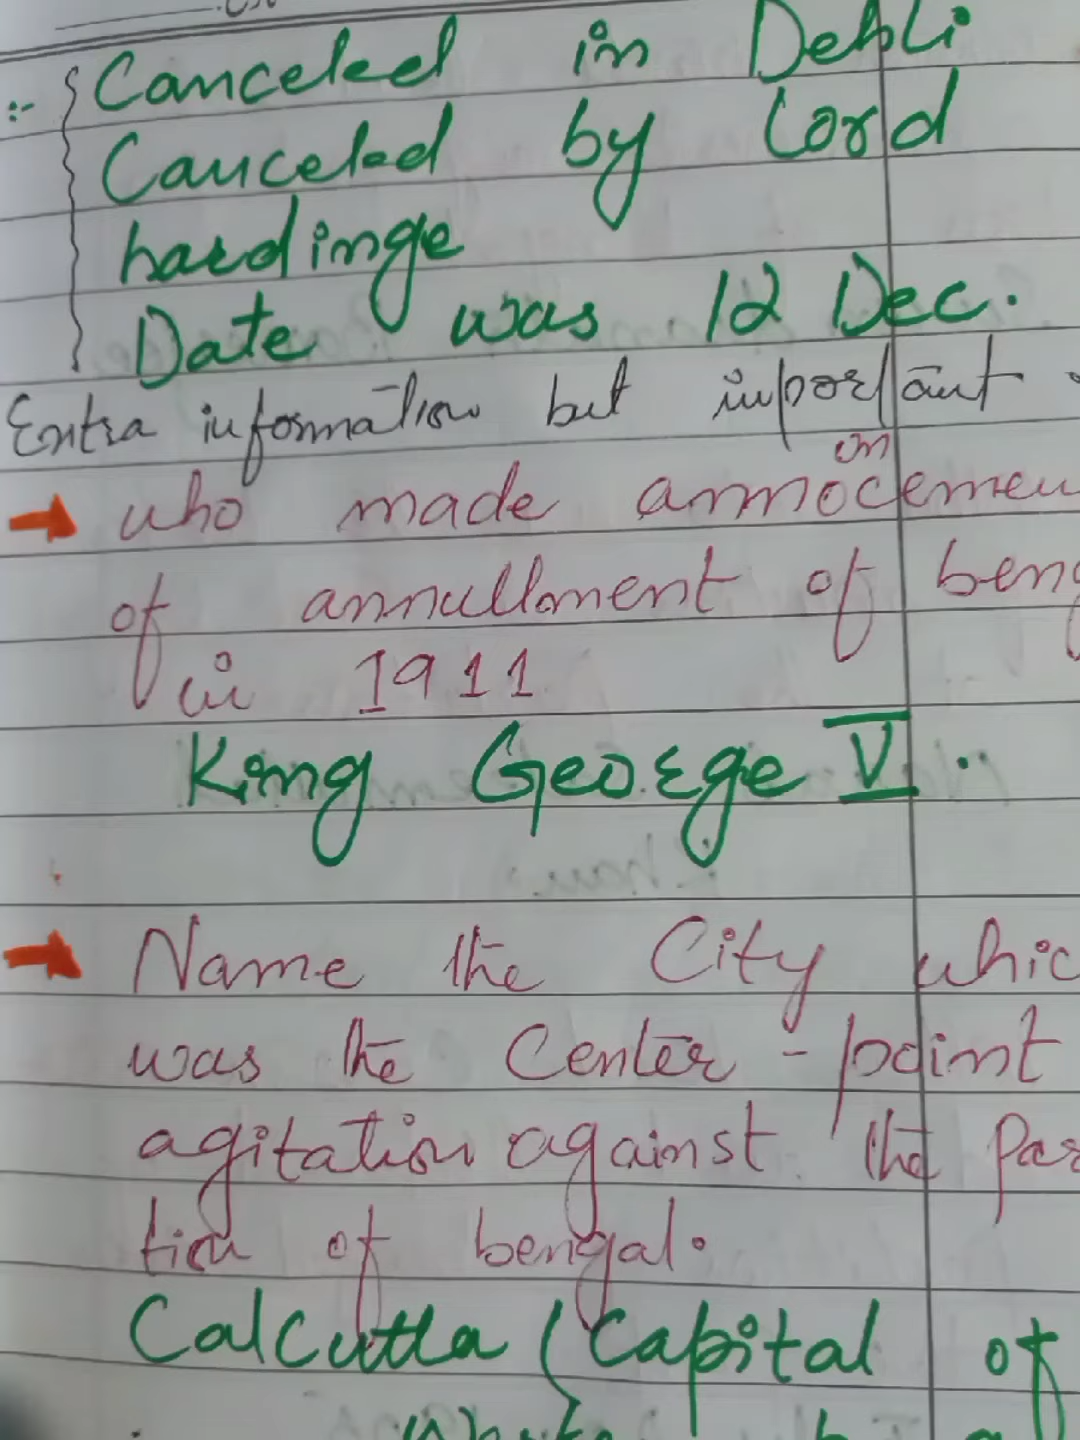 :- Canceled in Dehli
Canceled by Lord
hardinge
Date was 12 Dec.
Extra information but important
on
→ who made annocemen
of annullment of beng
in 1911
King George V
→ Name the City whic
was the Center - point
agitation against the Par
tion of bengal.
Calcutta (Capital of